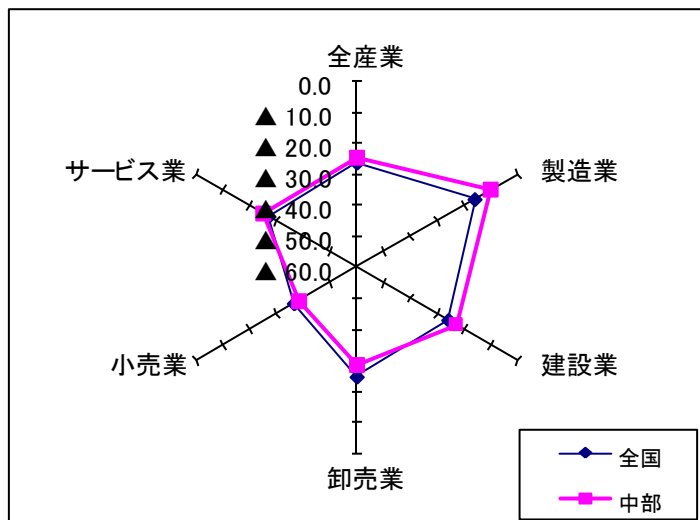 全産業
0.0
▲ 10.0
▲ 20.0
▲ 30.0
▲ 40.0
▲ 50.0
▲ 60.0
サービス業
製造業
小売業
建設業
卸売業
全国
中部